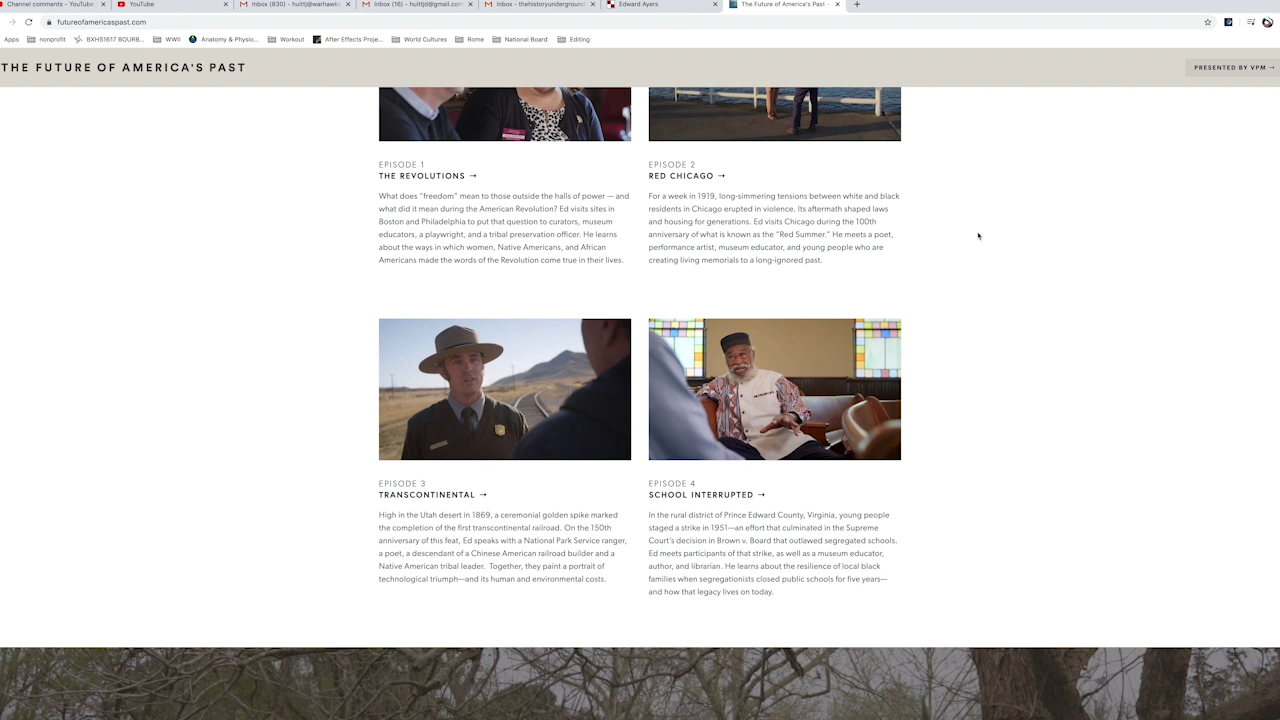 Channel comments - YouTube
YouTube
Inbox (830) - huittj@warhawks
Inbox (16) - huittjd@gmail.com
Inbox - thehistoryunderground
Edward Ayers
The Future of America's Past -
futureofamericaspast.com
Apps
nonprofit
BXHS1617 BOURB...
WWII
Anatomy & Physio...
Workout
After Effects Proje...
World Cultures
Rome
National Board
Editing
THE FUTURE OF AMERICA'S PAST
PRESENTED BY VPM →
EPISODE 1
THE REVOLUTIONS →
What does "freedom" mean to those outside the halls of power — and
what did it mean during the American Revolution? Ed visits sites in
Boston and Philadelphia to put that question to curators, museum
educators, a playwright, and a tribal preservation officer. He learns
about the ways in which women, Native Americans, and African
Americans made the words of the Revolution come true in their lives.
EPISODE 2
RED CHICAGO →
For a week in 1919, long-simmering tensions between white and black
residents in Chicago erupted in violence. Its aftermath shaped laws
and housing for generations. Ed visits Chicago during the 100th
anniversary of what is known as the "Red Summer." He meets a poet,
performance artist, museum educator, and young people who are
creating living memorials to a long-ignored past.
EPISODE 3
TRANSCONTINENTAL →
High in the Utah desert in 1869, a ceremonial golden spike marked
the completion of the first transcontinental railroad. On the 150th
anniversary of this feat, Ed speaks with a National Park Service ranger,
a poet, a descendant of a Chinese American railroad builder and a
Native American tribal leader.  Together, they paint a portrait of
technological triumph—and its human and environmental costs.
EPISODE 4
SCHOOL INTERRUPTED →
In the rural district of Prince Edward County, Virginia, young people
staged a strike in 1951—an effort that culminated in the Supreme
Court's decision in Brown v. Board that outlawed segregated schools.
Ed meets participants of that strike, as well as a museum educator,
author, and librarian. He learns about the resilience of local black
families when segregationists closed public schools for five years—
and how that legacy lives on today.